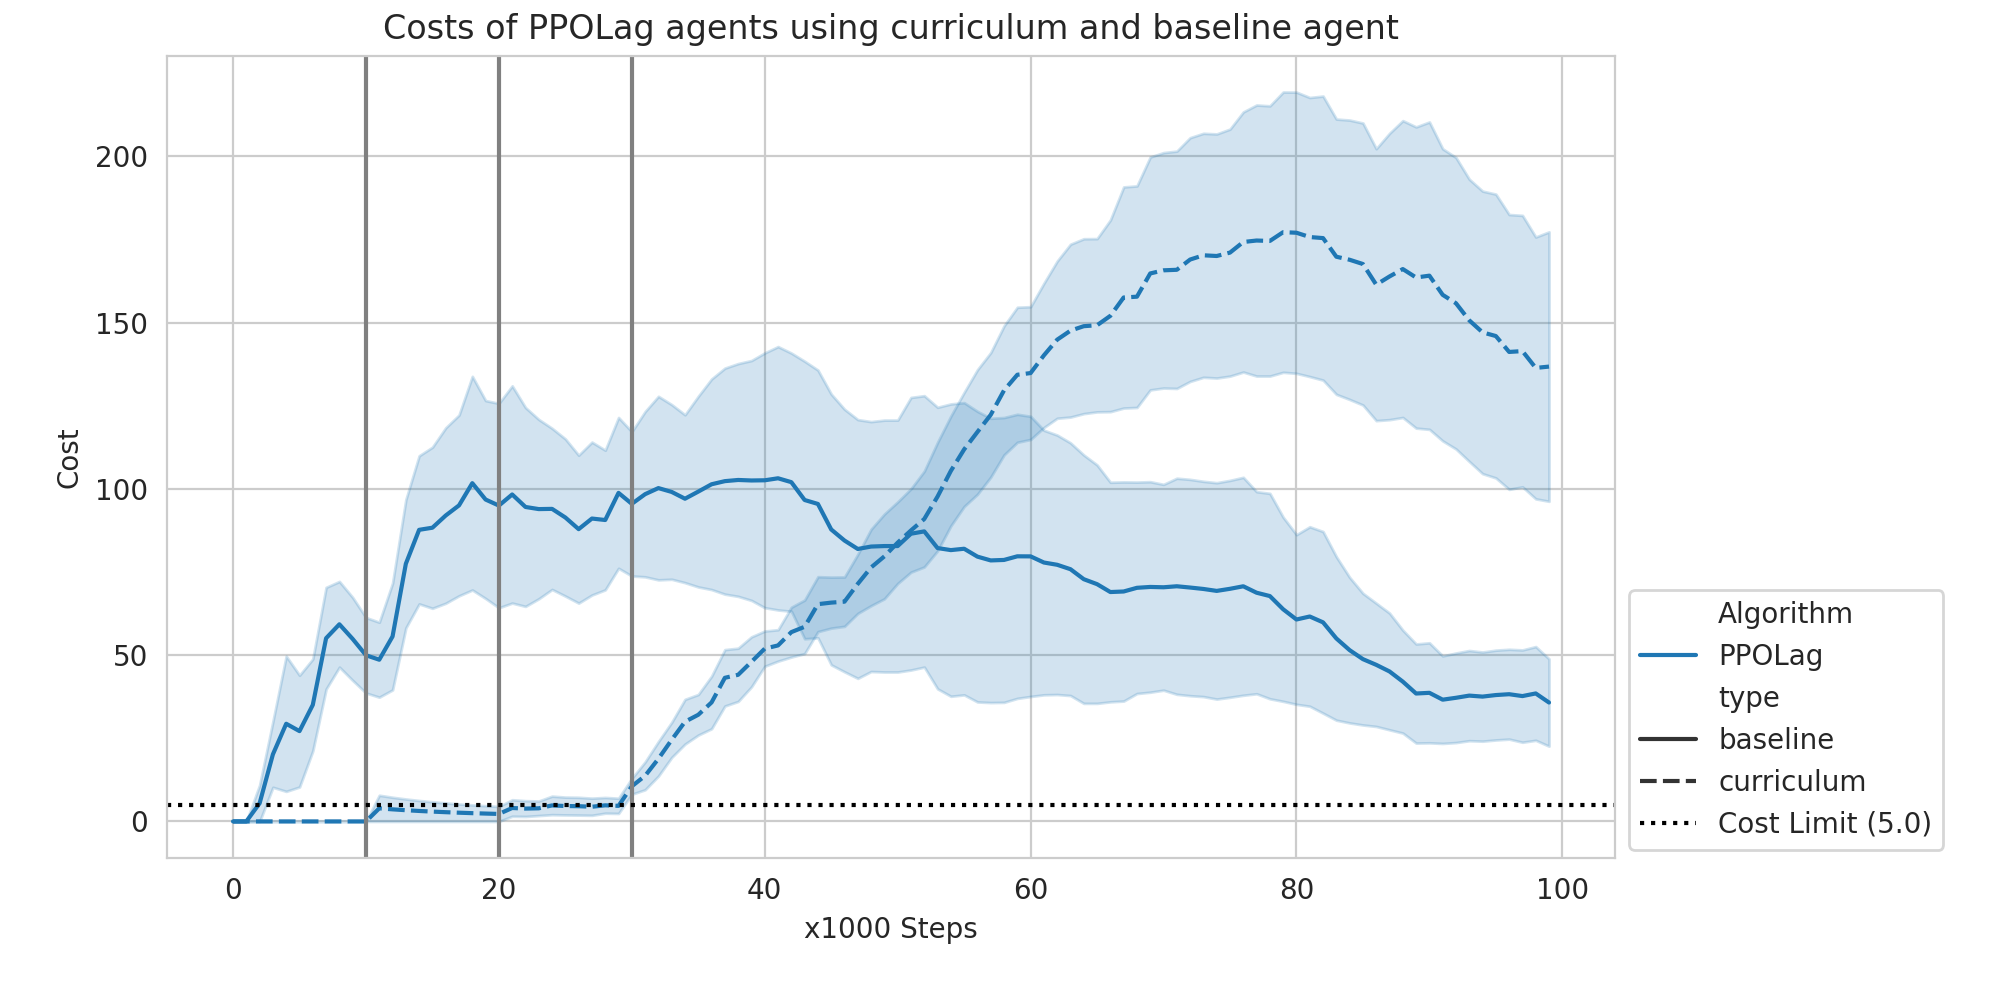 Costs of PPOLag agents using curriculum and baseline agent
Cost
200
150
100
50
0
0 20 40 60 80 100
x1000 Steps
Algorithm
PPOLag
type
baseline
curriculum
Cost Limit (5.0)